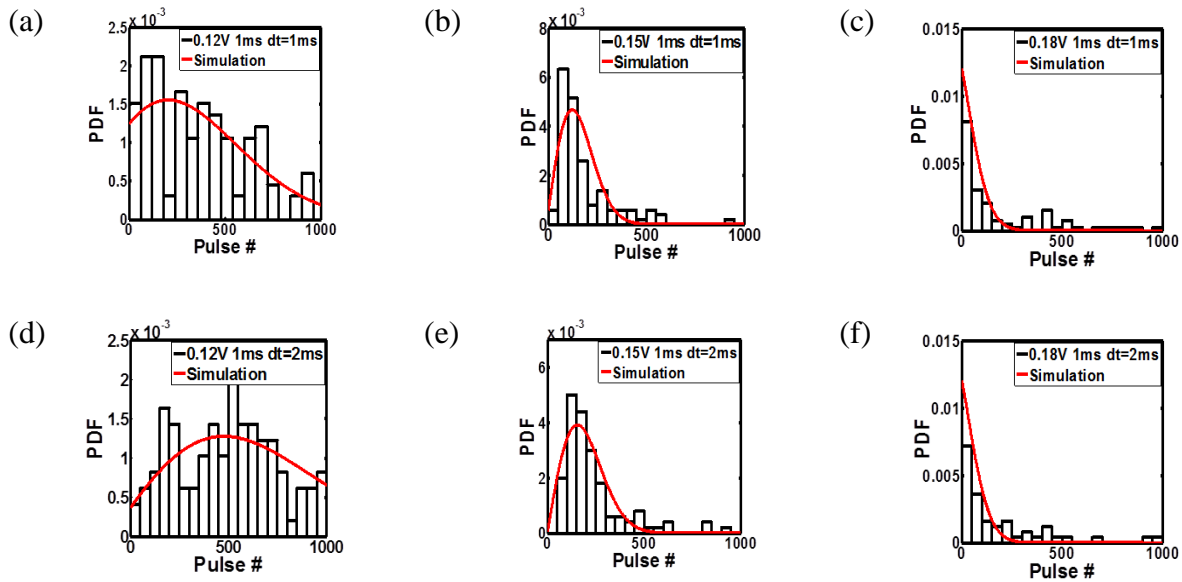 (a)
x 10⁻³
2.5
2
1.5
1
0.5
0
PDF
0 500 1000
Pulse #
0.12V 1ms dt=1ms
Simulation
(b)
x 10⁻³
8
6
4
2
0
PDF
0 500 1000
Pulse #
0.15V 1ms dt=1ms
Simulation
(c)
0.015
0.01
0.005
0
PDF
0 500 1000
Pulse #
0.18V 1ms dt=1ms
Simulation
(d)
x 10⁻³
2.5
2
1.5
1
0.5
0
PDF
0 500 1000
Pulse #
0.12V 1ms dt=2ms
Simulation
(e)
x 10⁻³
6
4
2
0
PDF
0 500 1000
Pulse #
0.15V 1ms dt=2ms
Simulation
(f)
0.015
0.01
0.005
0
PDF
0 500 1000
Pulse #
0.18V 1ms dt=2ms
Simulation